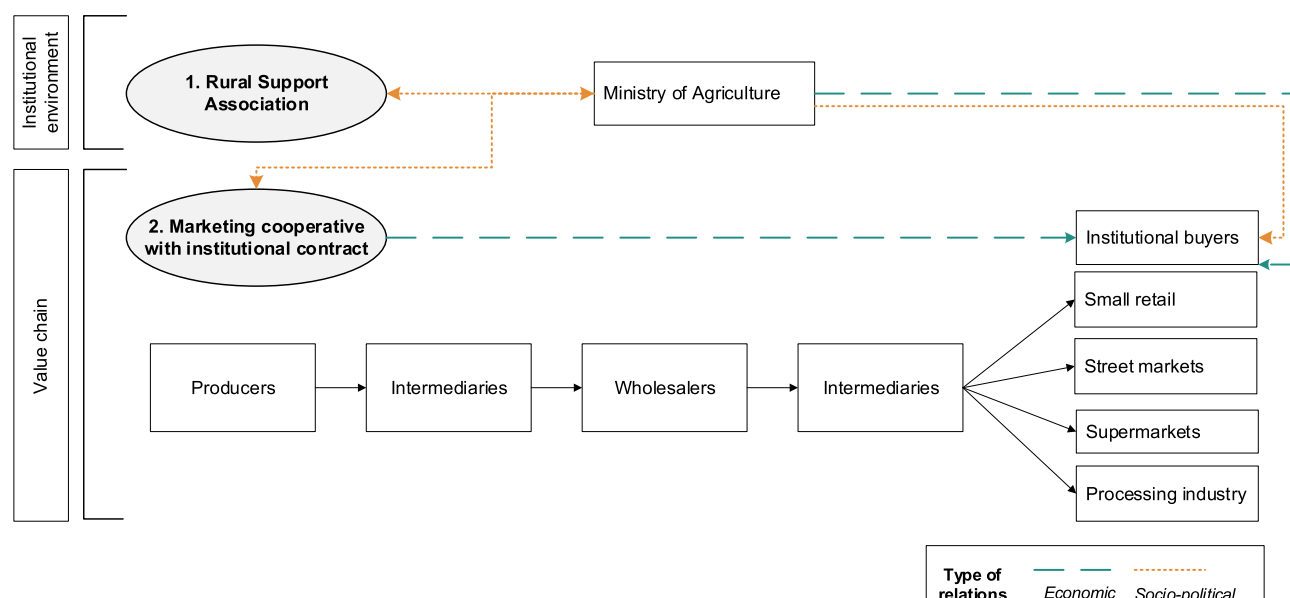 Institutional
environment
1. Rural Support
Association
Ministry of Agriculture
Value chain
2. Marketing cooperative
with institutional contract
Institutional buyers
Small retail
Street markets
Supermarkets
Processing industry
Producers
Intermediaries
Wholesalers
Intermediaries
Type of
relations
Economic
Socio-political